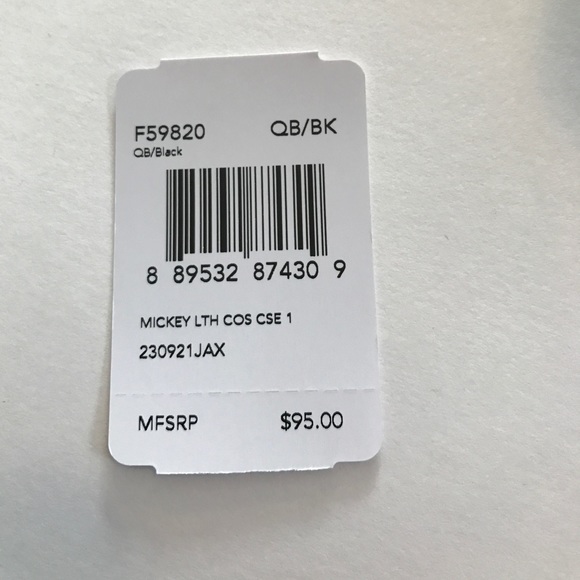 F59820 QB/BK
QB/Black
8 89532 87430 9
MICKEY LTH COS CSE 1
230921JAX
MFSRP $95.00